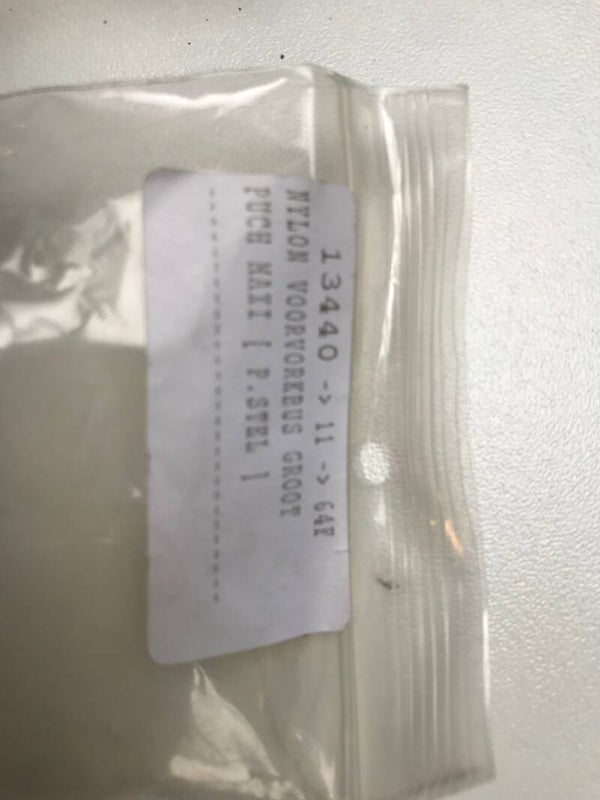 13440 -> 11 -> 64F
NYLON VOORVORKBUS GROOT
PUCH MAXI [ P.STEL ]
----------------------------